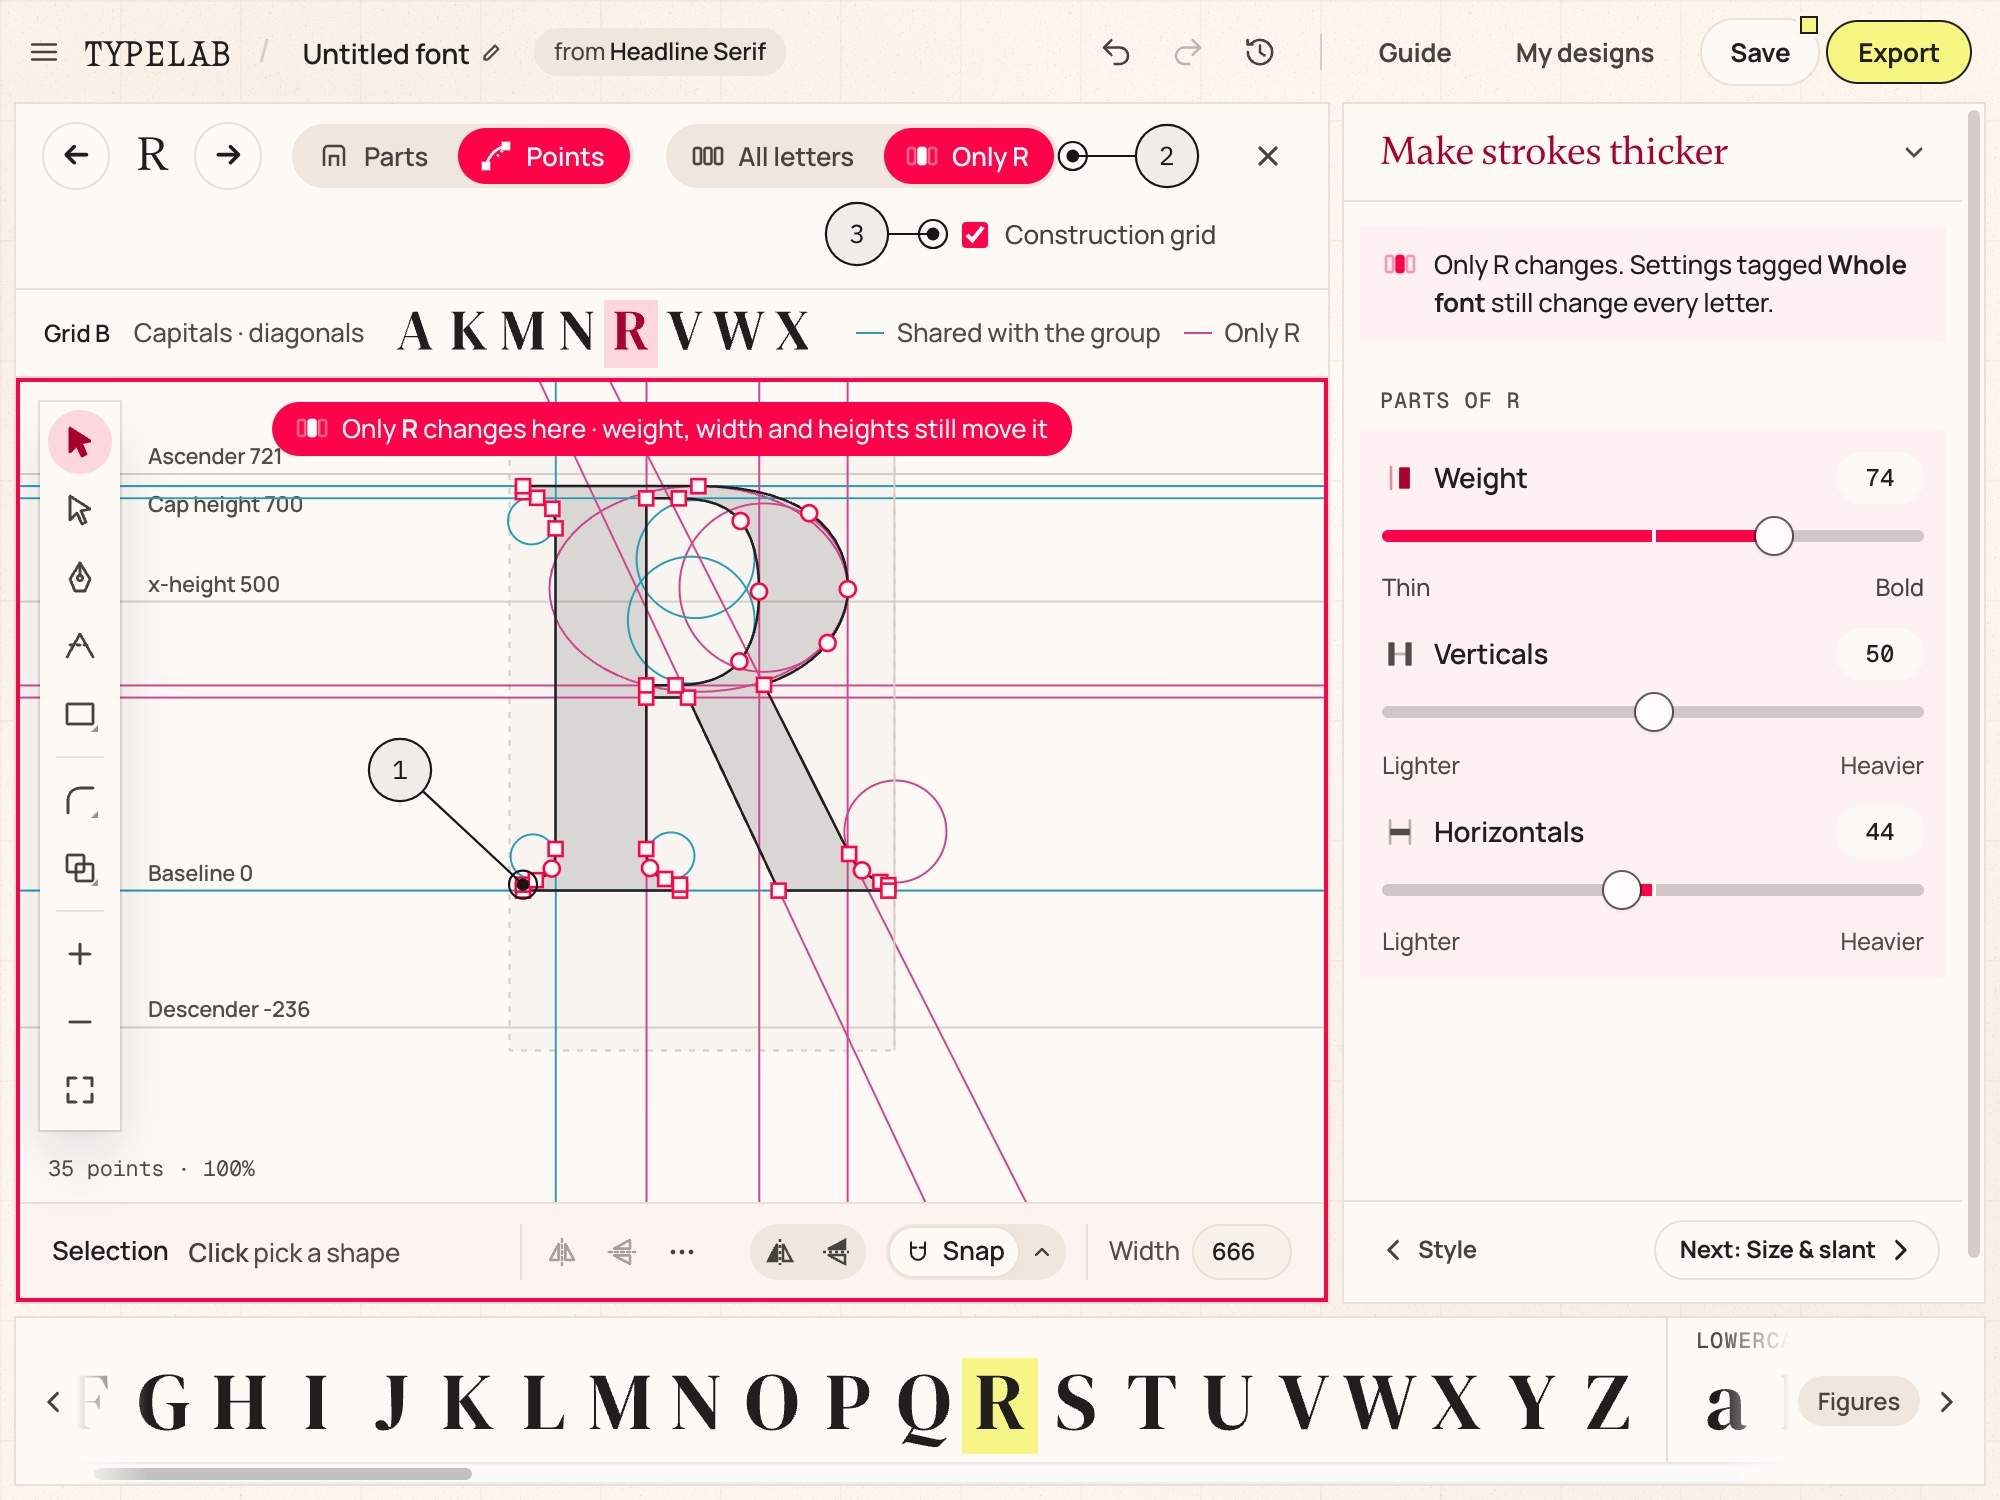 TYPELAB / Untitled font from Headline Serif Guide My designs Save Export
R Parts Points All letters Only R 2
3 Construction grid
Grid B Capitals · diagonals A K M N R V W X Shared with the group Only R
Only R changes here · weight, width and heights still move it
Ascender 721
Cap height 700
x-height 500
1
Baseline 0
Descender -236
35 points · 100%
Selection Click pick a shape Snap Width 666
Make strokes thicker
Only R changes. Settings tagged Whole
font still change every letter.
PARTS OF R
Weight 74
Thin Bold
Verticals 50
Lighter Heavier
Horizontals 44
Lighter Heavier
Style Next: Size & slant
LOWERCA
F G H I J K L M N O P Q R S T U V W X Y Z a Figures